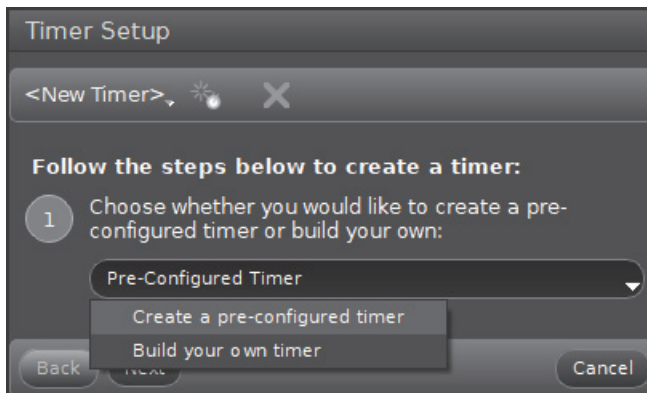 Timer Setup
<New Timer>
Follow the steps below to create a timer:
1
Choose whether you would like to create a pre-
configured timer or build your own:
Pre-Configured Timer
Create a pre-configured timer
Build your own timer
Back
Next
Cancel